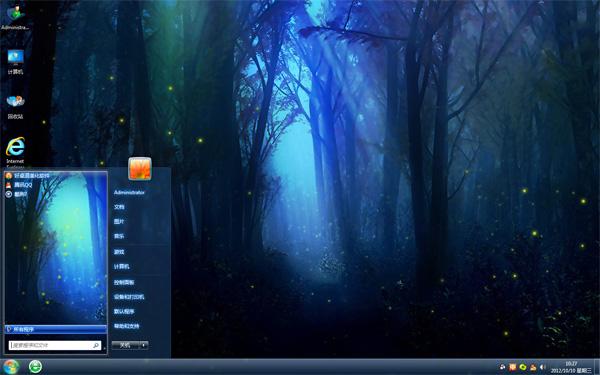 Administra...
计算机
回收站
Internet
Explorer
好桌面美化软件
腾讯QQ
酷狗7
所有程序
搜索程序和文件
Administrator
文档
图片
音乐
游戏
计算机
控制面板
设备和打印机
默认程序
帮助和支持
关机
10:27
2012/10/10 星期三